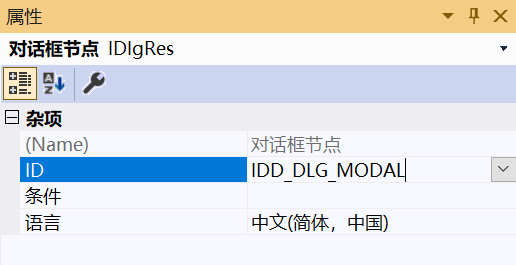 属性
对话框节点 IDlgRes
杂项
(Name) 对话框节点
ID IDD_DLG_MODAL
条件
语言 中文(简体，中国)